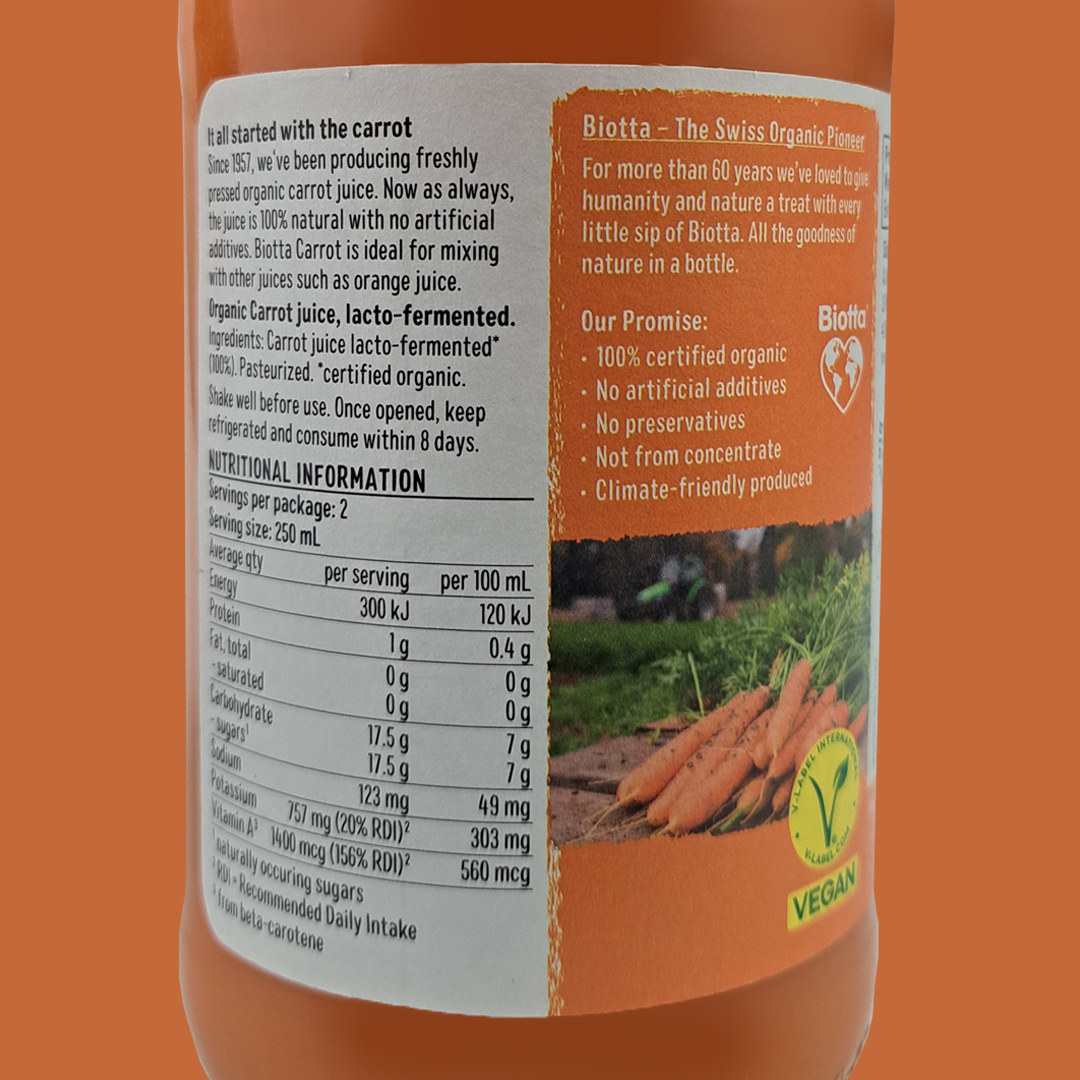 It all started with the carrot
Since 1957, we've been producing freshly
pressed organic carrot juice. Now as always,
the juice is 100% natural with no artificial
additives. Biotta Carrot is ideal for mixing
with other juices such as orange juice.
Organic Carrot juice, lacto-fermented.
Ingredients: Carrot juice lacto-fermented*
(100%). Pasteurized. *certified organic.
Shake well before use. Once opened, keep
refrigerated and consume within 8 days.
NUTRITIONAL INFORMATION
Servings per package: 2
Serving size: 250 mL
Average qty per serving per 100 mL
Energy 300 kJ 120 kJ
Protein 1 g 0.4 g
Fat, total 0 g 0 g
- saturated 0 g 0 g
Carbohydrate 17.5 g 7 g
- sugars¹ 17.5 g 7 g
Sodium 123 mg 49 mg
Potassium 757 mg (20% RDI)² 303 mg
Vitamin A³ 1400 mcg (156% RDI)² 560 mcg
¹ naturally occuring sugars
² RDI = Recommended Daily Intake
³ from beta-carotene
Biotta – The Swiss Organic Pioneer
For more than 60 years we've loved to give
humanity and nature a treat with every
little sip of Biotta. All the goodness of
nature in a bottle.
Our Promise:
• 100% certified organic
• No artificial additives
• No preservatives
• Not from concentrate
• Climate-friendly produced
Biotta
V-LABEL INTERNATIONAL
V-LABEL.COM
VEGAN